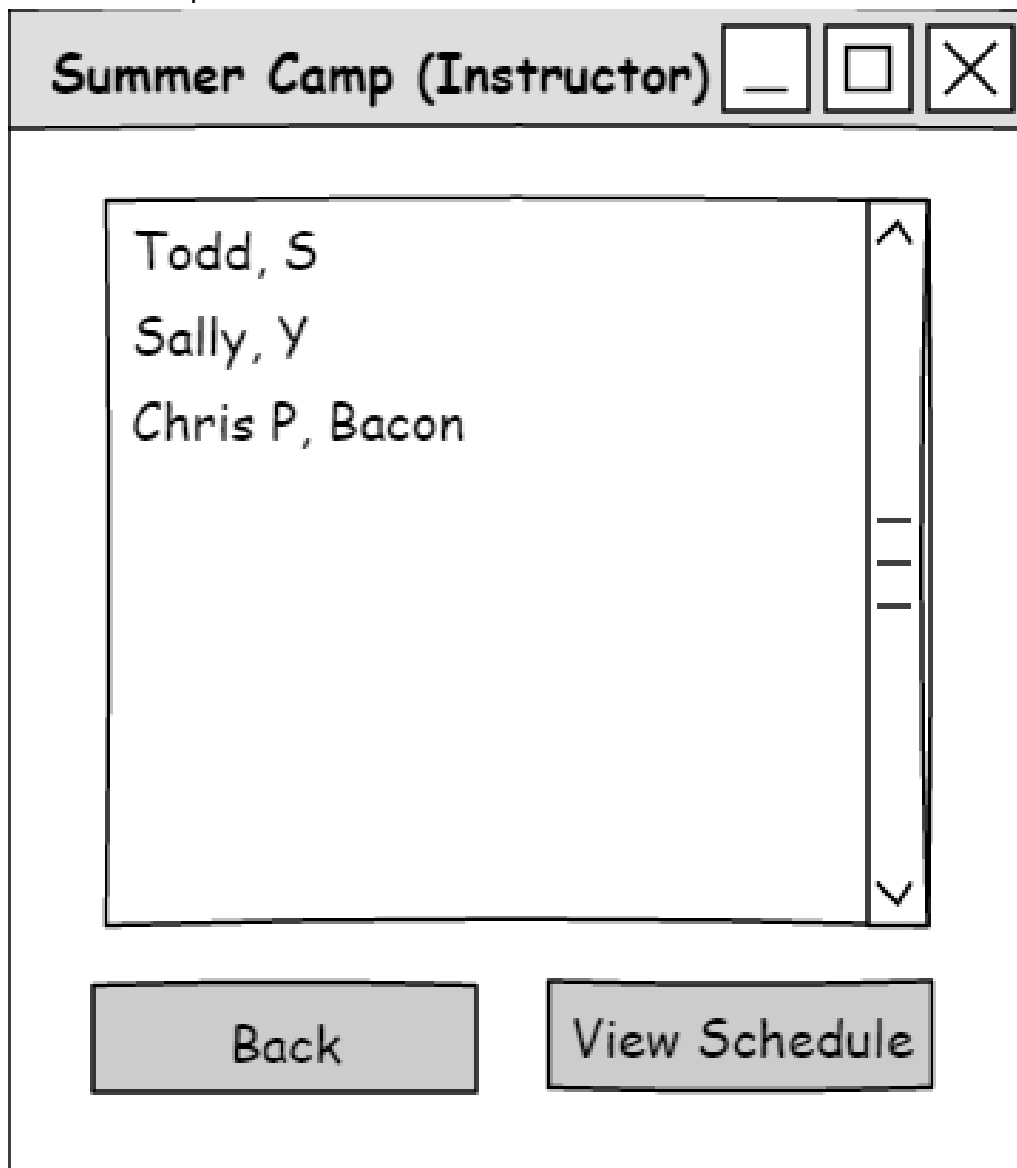 Summer Camp (Instructor)
Todd, S
Sally, Y
Chris P, Bacon
Back
View Schedule